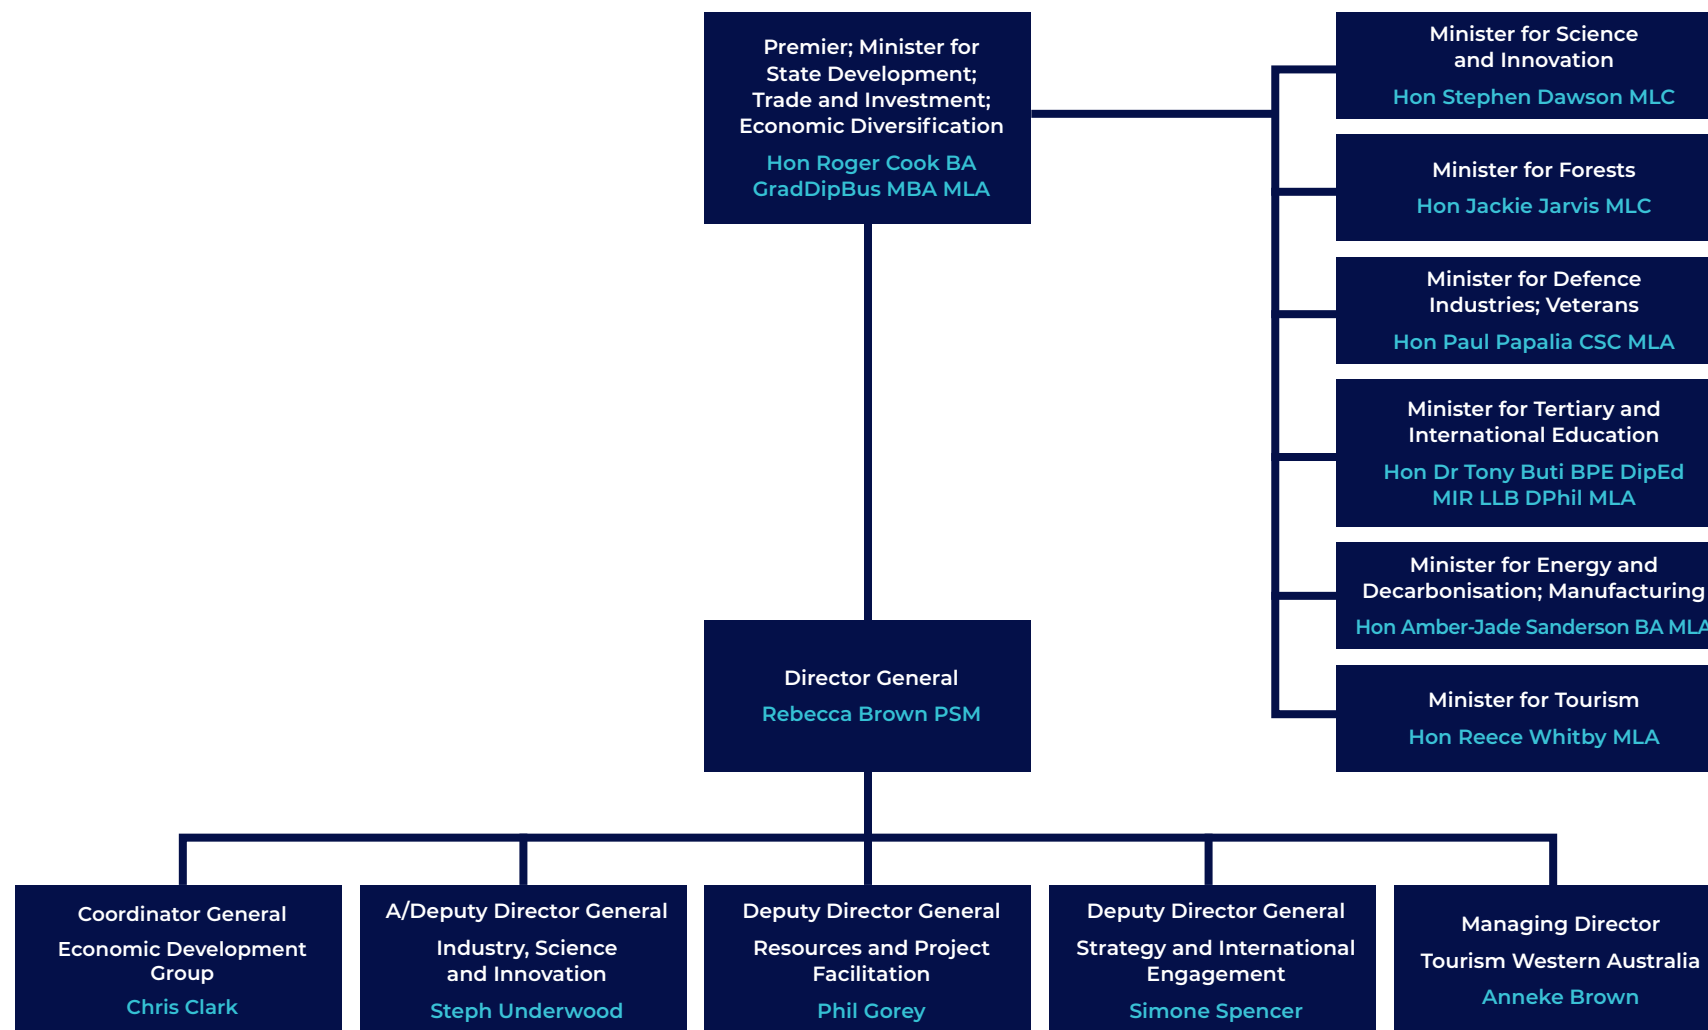 Premier; Minister for
State Development;
Trade and Investment;
Economic Diversification
Hon Roger Cook BA
GradDipBus MBA MLA
Minister for Science
and Innovation
Hon Stephen Dawson MLC
Minister for Forests
Hon Jackie Jarvis MLC
Minister for Defence
Industries; Veterans
Hon Paul Papalia CSC MLA
Minister for Tertiary and
International Education
Hon Dr Tony Buti BPE DipEd
MIR LLB DPhil MLA
Minister for Energy and
Decarbonisation; Manufacturing
Hon Amber-Jade Sanderson BA MLA
Minister for Tourism
Hon Reece Whitby MLA
Director General
Rebecca Brown PSM
Coordinator General
Economic Development
Group
Chris Clark
A/Deputy Director General
Industry, Science
and Innovation
Steph Underwood
Deputy Director General
Resources and Project
Facilitation
Phil Gorey
Deputy Director General
Strategy and International
Engagement
Simone Spencer
Managing Director
Tourism Western Australia
Anneke Brown